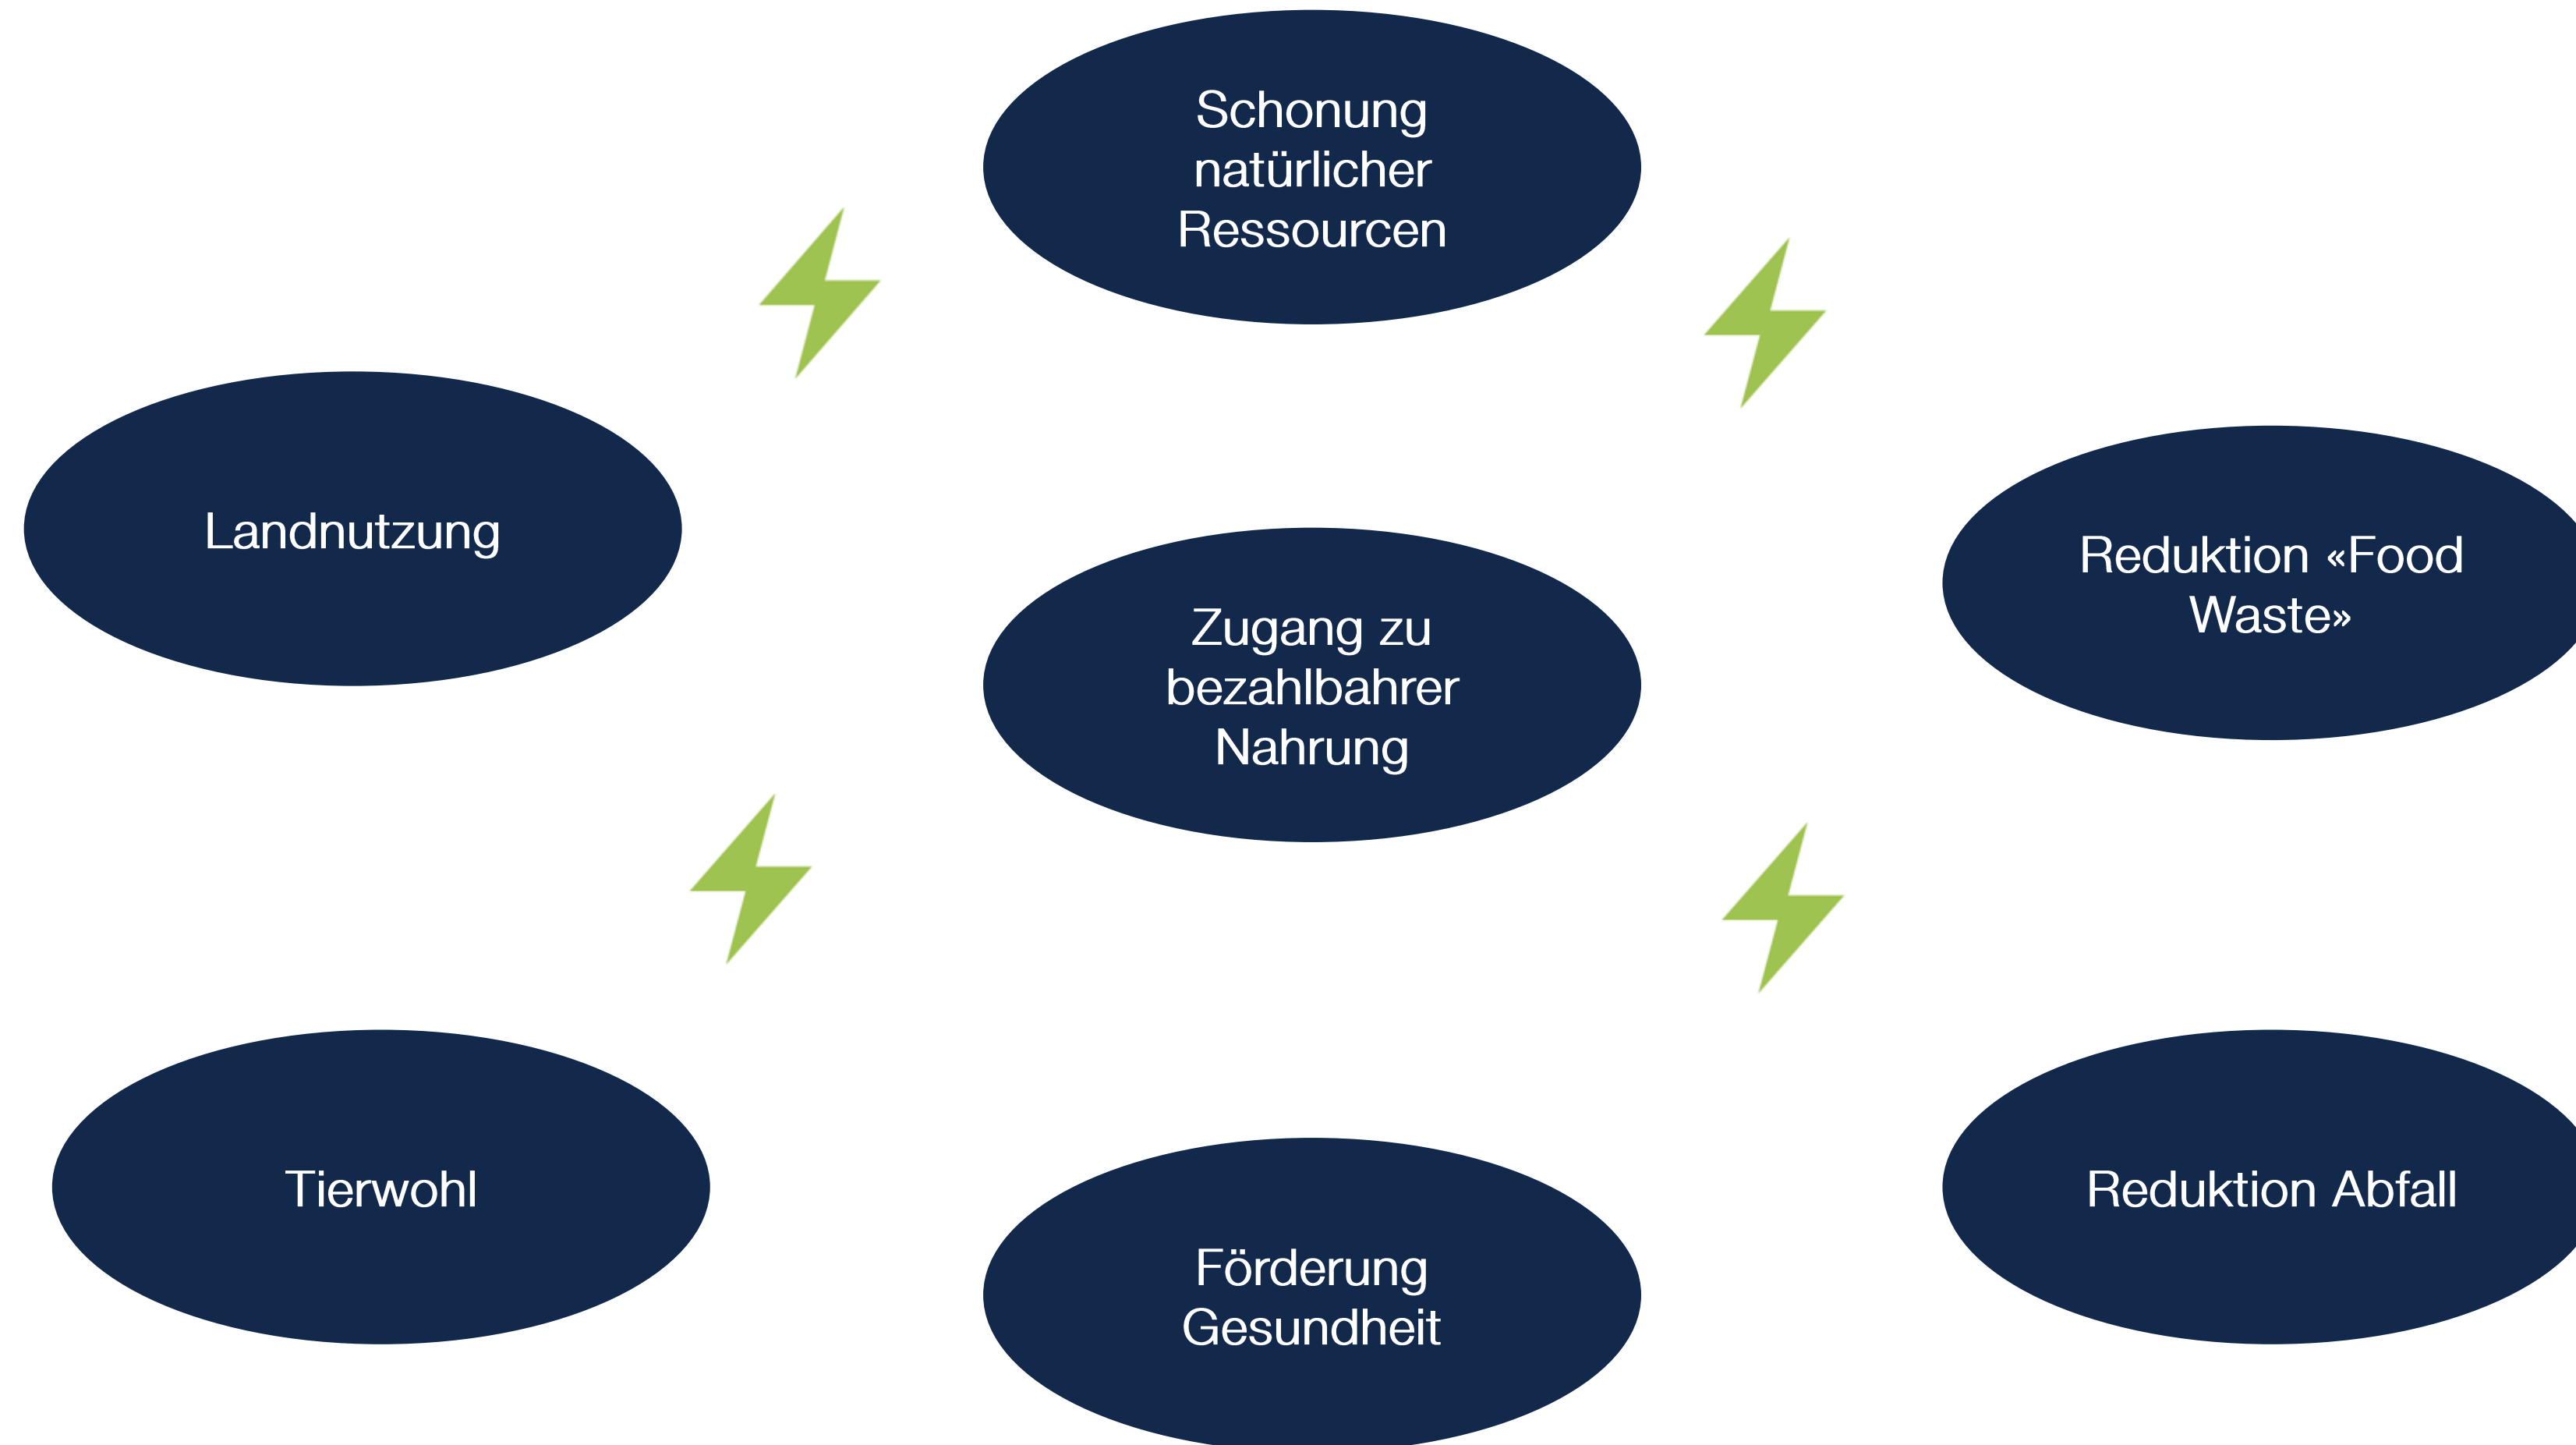 Schonung
natürlicher
Ressourcen
Landnutzung
Zugang zu
bezahlbahrer
Nahrung
Reduktion «Food
Waste»
Tierwohl
Förderung
Gesundheit
Reduktion Abfall